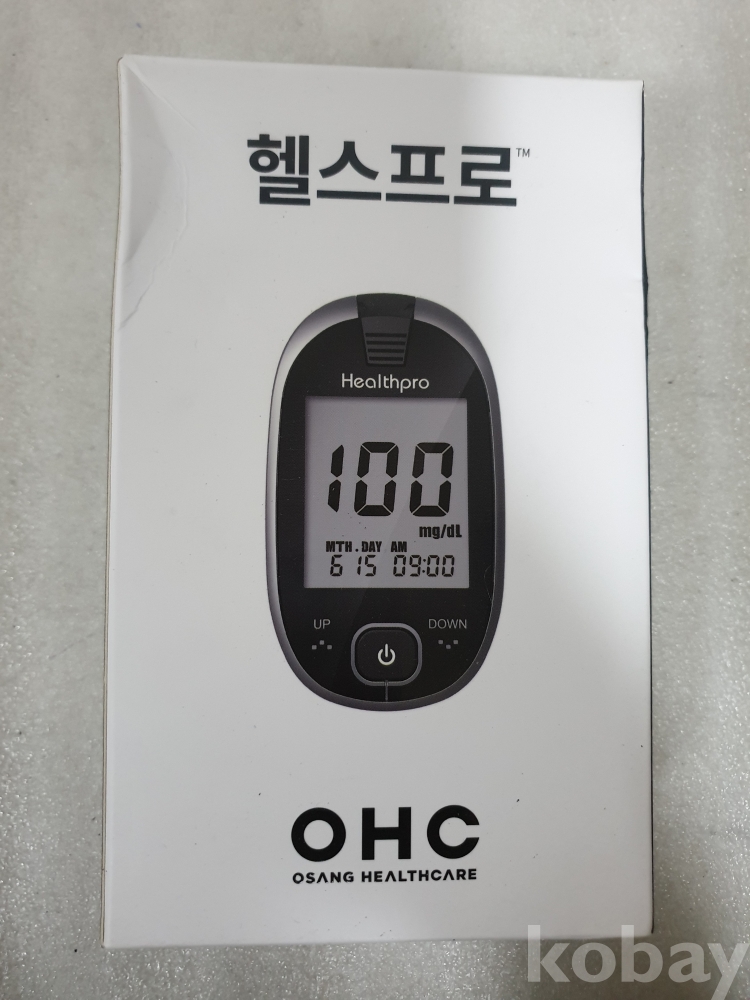 헬스프로™
Healthpro
100
mg/dL
MTH . DAY AM
6 15 09:00
UP DOWN
OHC
OSANG HEALTHCARE
kobay